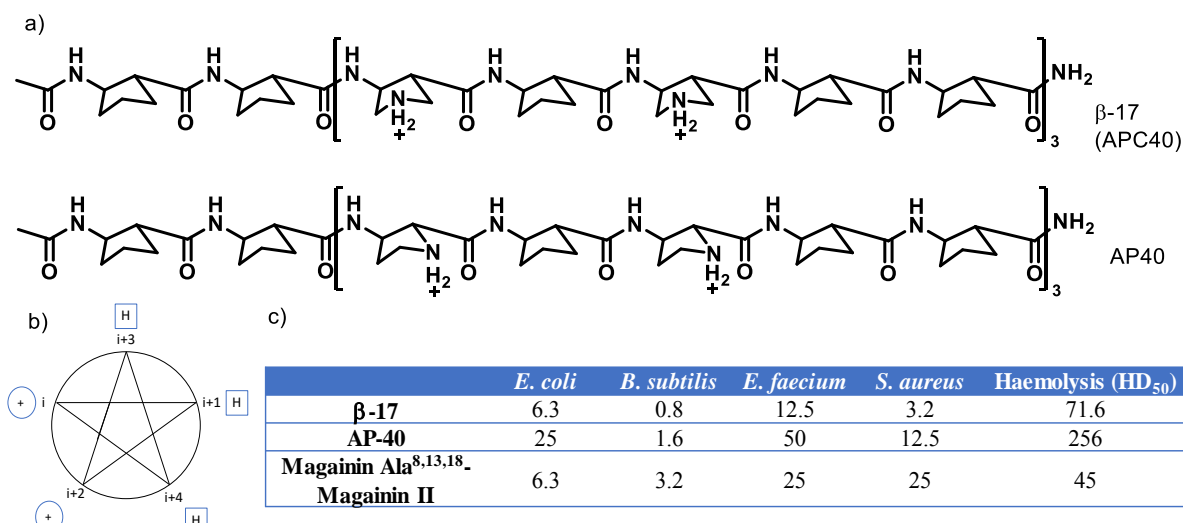 a)
H N H N H N H N H N H N H N NH₂
O O O N H₂ + O O N H₂ + O O O 3
β-17
(APC40)
H N H N H N H N H N H N H N NH₂
O O O N H₂ + O O N H₂ + O O O 3
AP40
b)
c)
H
i+3
+ i i+1 H
i+2 i+4
+ H
E. coli B. subtilis E. faecium S. aureus Haemolysis (HD₅₀)
β-17 6.3 0.8 12.5 3.2 71.6
AP-40 25 1.6 50 12.5 256
Magainin Ala⁸,¹³,¹⁸-
Magainin II 6.3 3.2 25 25 45